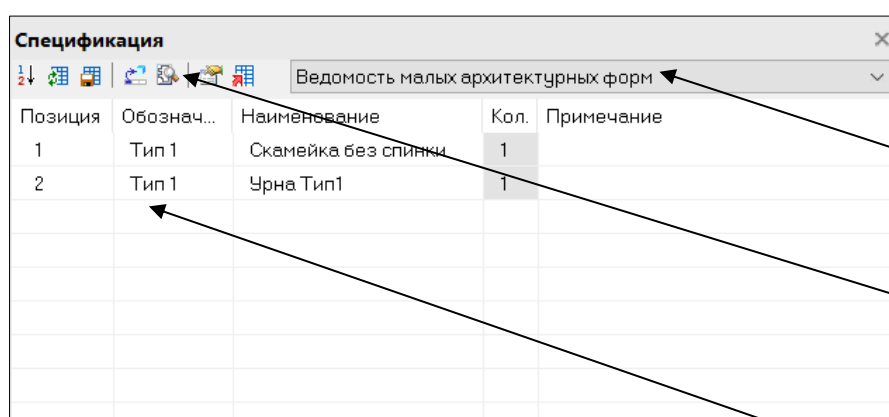 Спецификация
Ведомость малых архитектурных форм
Позиция Обознач... Наименование Кол. Примечание
1 Тип 1 Скамейка без спинки 1
2 Тип 1 Урна Тип1 1